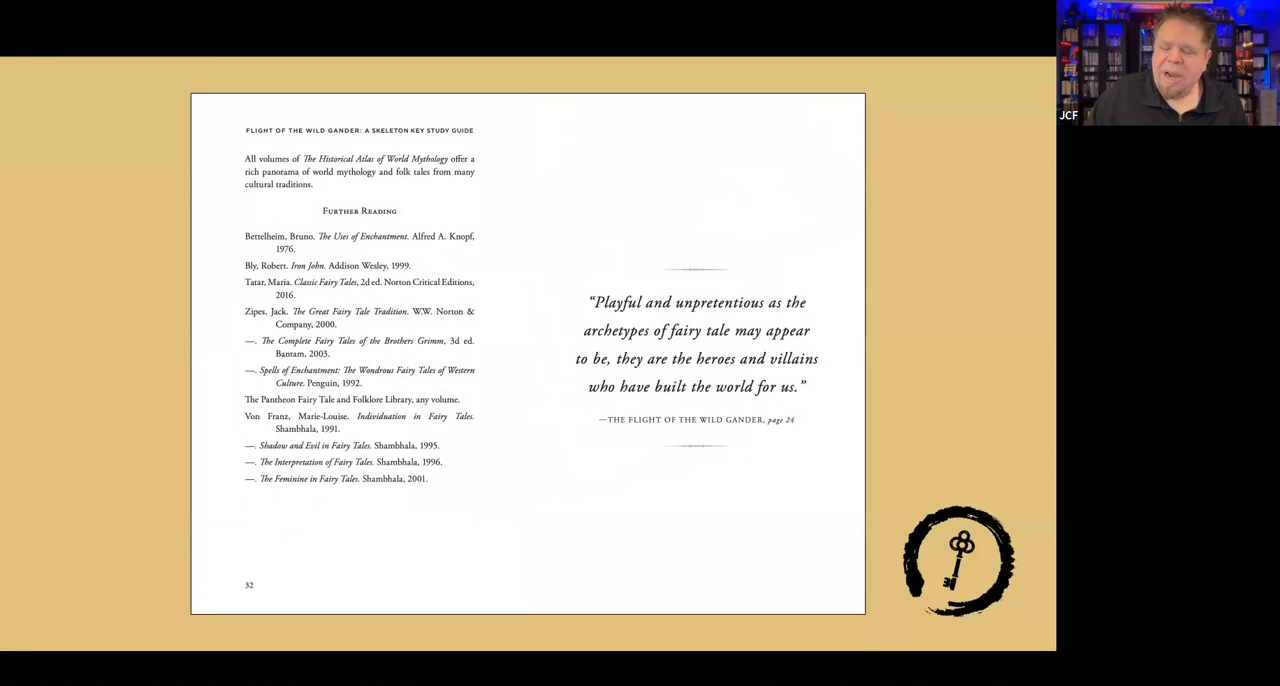 FLIGHT OF THE WILD GANDER: A SKELETON KEY STUDY GUIDE
All volumes of The Historical Atlas of World Mythology offer a
rich panorama of world mythology and folk tales from many
cultural traditions.
Further Reading
Bettelheim, Bruno. The Uses of Enchantment. Alfred A. Knopf,
1976.
Bly, Robert. Iron John. Addison Wesley, 1999.
Tatar, Maria. Classic Fairy Tales, 2d ed. Norton Critical Editions,
2016.
Zipes, Jack. The Great Fairy Tale Tradition. W.W. Norton &
Company, 2000.
—. The Complete Fairy Tales of the Brothers Grimm, 3d ed.
Bantam, 2003.
—. Spells of Enchantment: The Wondrous Fairy Tales of Western
Culture. Penguin, 1992.
The Pantheon Fairy Tale and Folklore Library, any volume.
Von Franz, Marie-Louise. Individuation in Fairy Tales.
Shambhala, 1991.
—. Shadow and Evil in Fairy Tales. Shambhala, 1995.
—. The Interpretation of Fairy Tales. Shambhala, 1996.
—. The Feminine in Fairy Tales. Shambhala, 2001.
32
“Playful and unpretentious as the
archetypes of fairy tale may appear
to be, they are the heroes and villains
who have built the world for us.”
—THE FLIGHT OF THE WILD GANDER, page 24
JCF